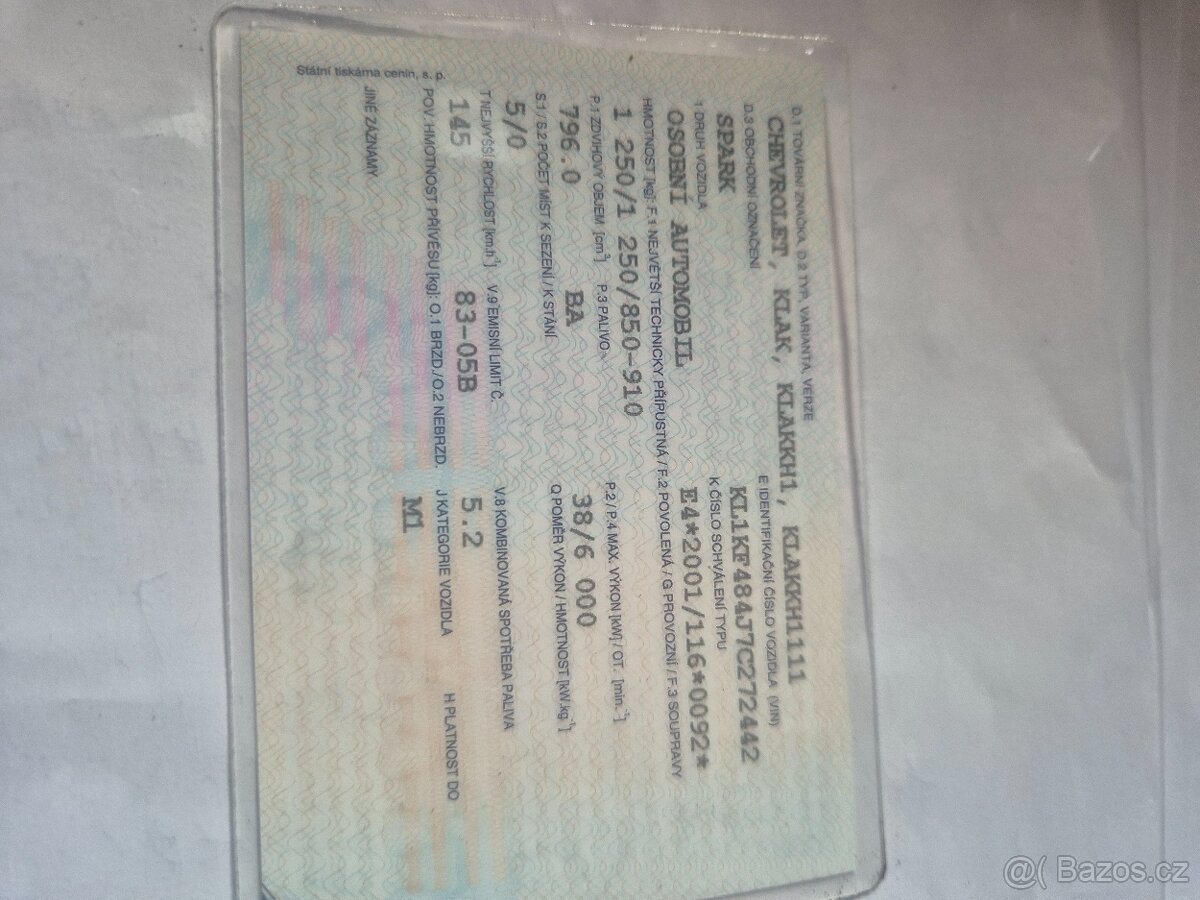 D.1 TOVÁRNÍ ZNAČKA, D.2 TYP, VARIANTA, VERZE
CHEVROLET, KLAK, KLAKKH1, KLAKKH1111
D.3 OBCHODNÍ OZNAČENÍ E IDENTIFIKAČNÍ ČÍSLO VOZIDLA (VIN)
SPARK KL1KF484J7C272442
1 DRUH VOZIDLA K ČÍSLO SCHVÁLENÍ TYPU
OSOBNÍ AUTOMOBIL E4*2001/116*0092*
HMOTNOST [kg]: F.1 NEJVĚTŠÍ TECHNICKY PŘÍPUSTNÁ / F.2 POVOLENÁ / G PROVOZNÍ / F.3 SOUPRAVY
1 250/1 250/850-910
P.1 ZDVIHOVÝ OBJEM [cm³] P.3 PALIVO P.2 / P.4 MAX. VÝKON [kW] / OT. [min.⁻¹]
796.0 BA 38/6 000
S.1 / S.2 POČET MÍST K SEZENÍ / K STÁNÍ Q POMĚR VÝKON / HMOTNOST [kW.kg⁻¹]
5/0
T NEJVYŠŠÍ RYCHLOST [km.h⁻¹] V.9 EMISNÍ LIMIT Č. V.8 KOMBINOVANÁ SPOTŘEBA PALIVA
145 83-05B 5.2
POV. HMOTNOST PŘÍVĚSU [kg]: O.1 BRZD./O.2 NEBRZD. J KATEGORIE VOZIDLA H PLATNOST DO
M1
JINÉ ZÁZNAMY
Státní tiskárna cenin, s. p.
@( Bazos.cz